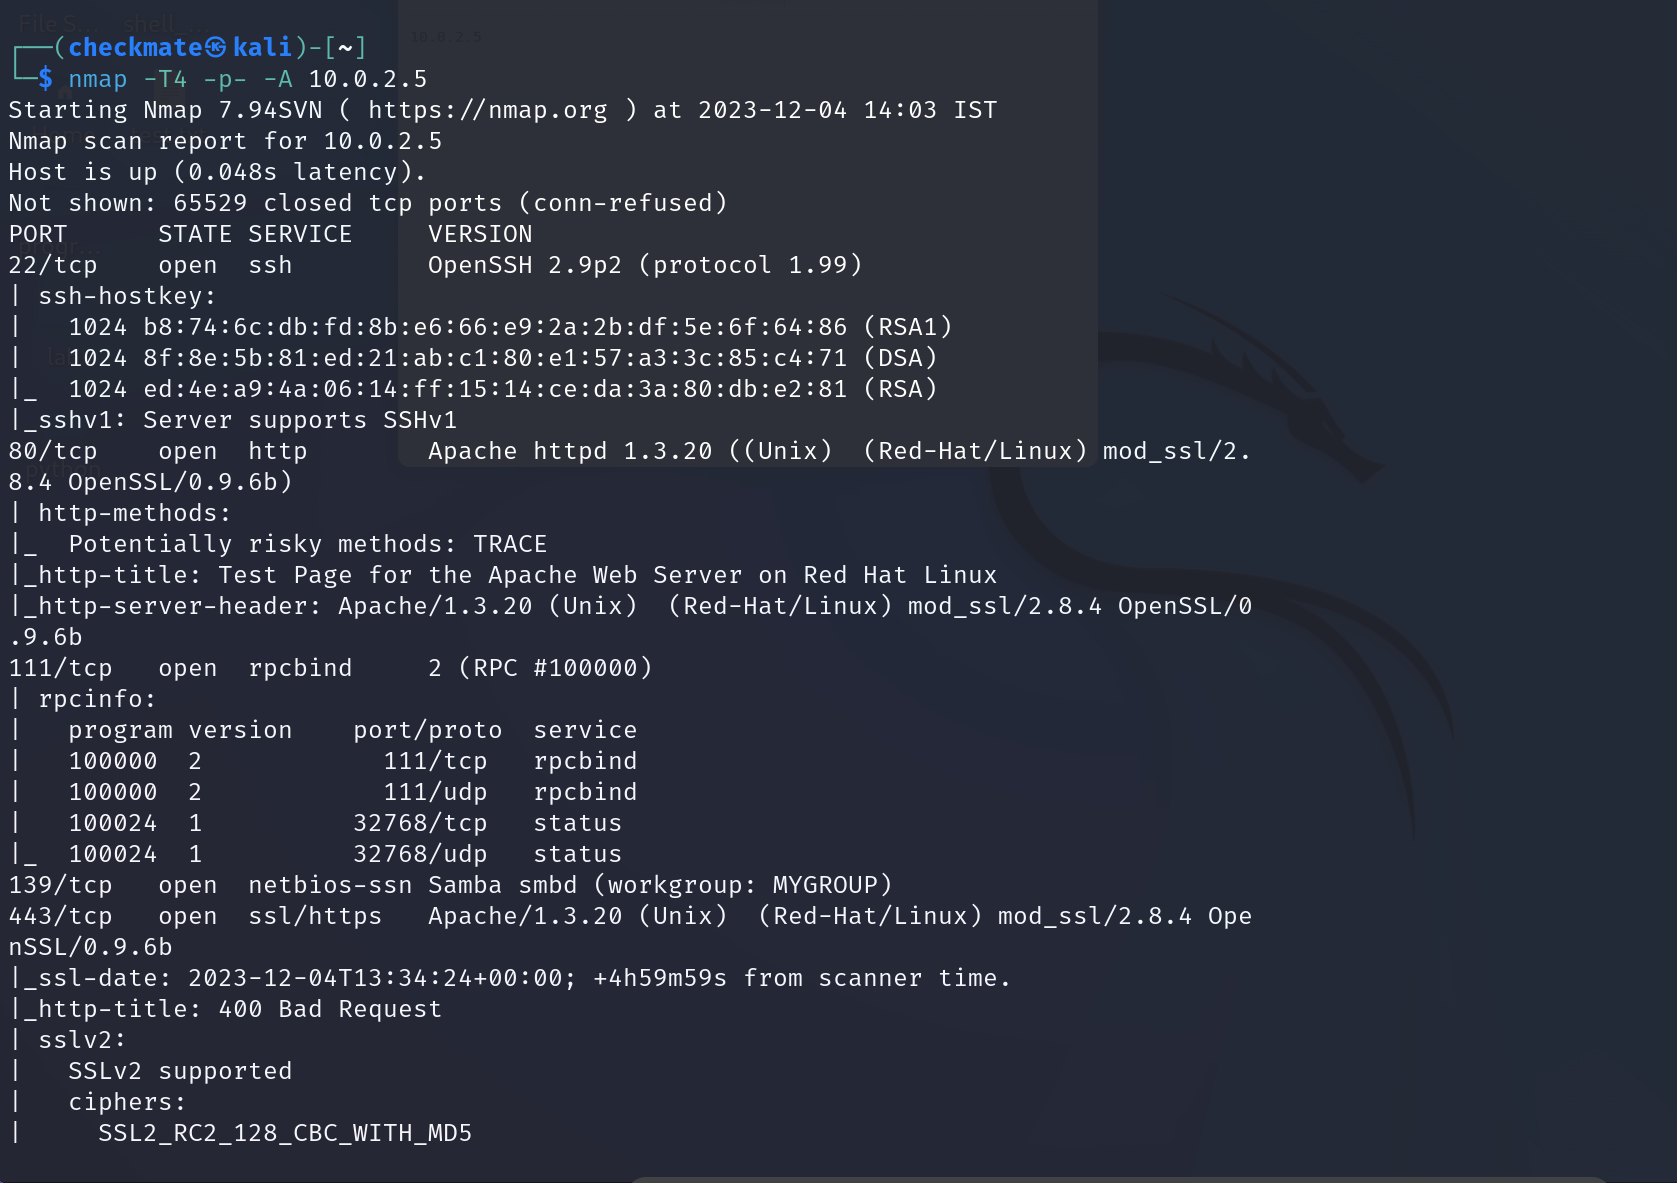 File S... shell_...
┌──(checkmate㉿kali)-[~]
10.0.2.5
└─$ nmap -T4 -p- -A 10.0.2.5
Starting Nmap 7.94SVN ( https://nmap.org ) at 2023-12-04 14:03 IST
Nmap scan report for 10.0.2.5
Host is up (0.048s latency).
Not shown: 65529 closed tcp ports (conn-refused)
PORT      STATE SERVICE     VERSION
22/tcp    open  ssh         OpenSSH 2.9p2 (protocol 1.99)
| ssh-hostkey:
|   1024 b8:74:6c:db:fd:8b:e6:66:e9:2a:2b:df:5e:6f:64:86 (RSA1)
|   1024 8f:8e:5b:81:ed:21:ab:c1:80:e1:57:a3:3c:85:c4:71 (DSA)
|_  1024 ed:4e:a9:4a:06:14:ff:15:14:ce:da:3a:80:db:e2:81 (RSA)
|_sshv1: Server supports SSHv1
80/tcp    open  http        Apache httpd 1.3.20 ((Unix)  (Red-Hat/Linux) mod_ssl/2.
python
8.4 OpenSSL/0.9.6b)
| http-methods:
|_  Potentially risky methods: TRACE
|_http-title: Test Page for the Apache Web Server on Red Hat Linux
|_http-server-header: Apache/1.3.20 (Unix)  (Red-Hat/Linux) mod_ssl/2.8.4 OpenSSL/0
.9.6b
111/tcp   open  rpcbind     2 (RPC #100000)
| rpcinfo:
|   program version    port/proto  service
|   100000  2            111/tcp   rpcbind
|   100000  2            111/udp   rpcbind
|   100024  1          32768/tcp   status
|_  100024  1          32768/udp   status
139/tcp   open  netbios-ssn Samba smbd (workgroup: MYGROUP)
443/tcp   open  ssl/https   Apache/1.3.20 (Unix)  (Red-Hat/Linux) mod_ssl/2.8.4 Ope
nSSL/0.9.6b
|_ssl-date: 2023-12-04T13:34:24+00:00; +4h59m59s from scanner time.
|_http-title: 400 Bad Request
| sslv2:
|   SSLv2 supported
|   ciphers:
|     SSL2_RC2_128_CBC_WITH_MD5